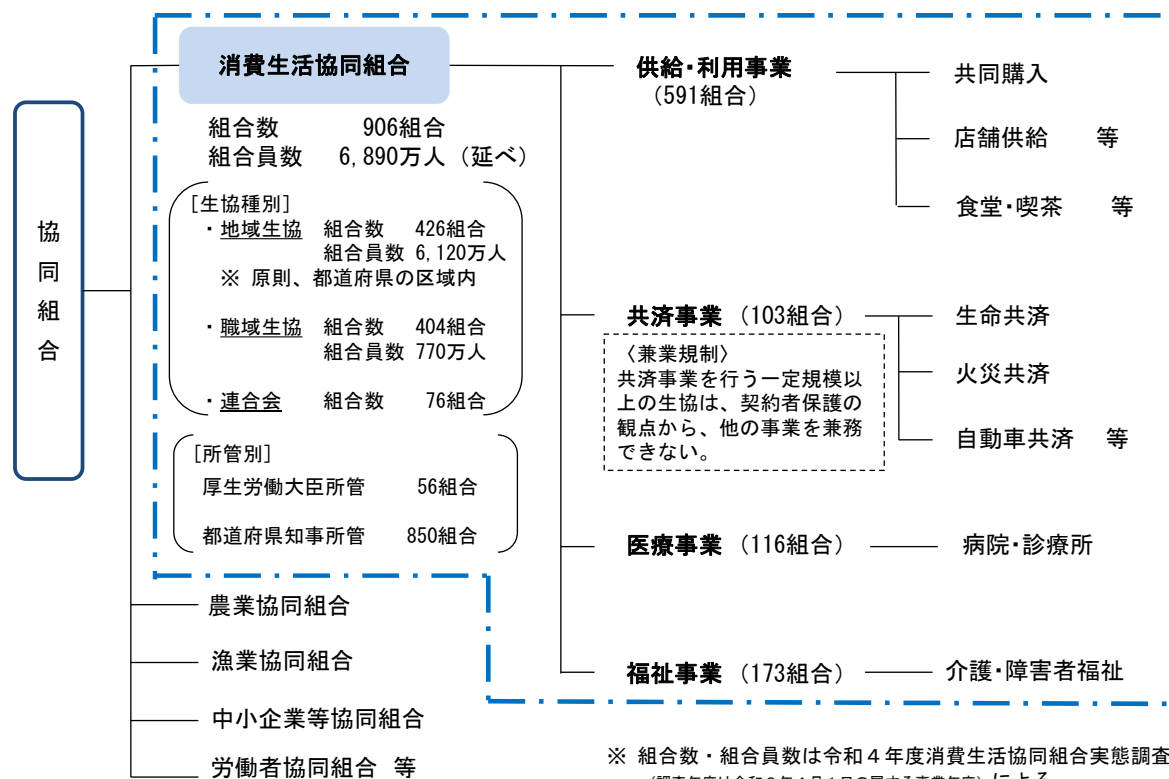 協同組合
消費生活協同組合
組合数 906組合
組合員数 6,890万人（延べ）
［生協種別］
・地域生協 組合数 426組合
組合員数 6,120万人
※ 原則、都道府県の区域内
・職域生協 組合数 404組合
組合員数 770万人
・連合会 組合数 76組合
［所管別］
厚生労働大臣所管 56組合
都道府県知事所管 850組合
農業協同組合
漁業協同組合
中小企業等協同組合
労働者協同組合 等
供給・利用事業
（591組合）
共同購入
店舗供給 等
食堂・喫茶 等
共済事業（103組合）
〈兼業規制〉
共済事業を行う一定規模以
上の生協は、契約者保護の
観点から、他の事業を兼務
できない。
生命共済
火災共済
自動車共済 等
医療事業（116組合）
病院・診療所
福祉事業（173組合）
介護・障害者福祉
※ 組合数・組合員数は令和４年度消費生活協同組合実態調査
による